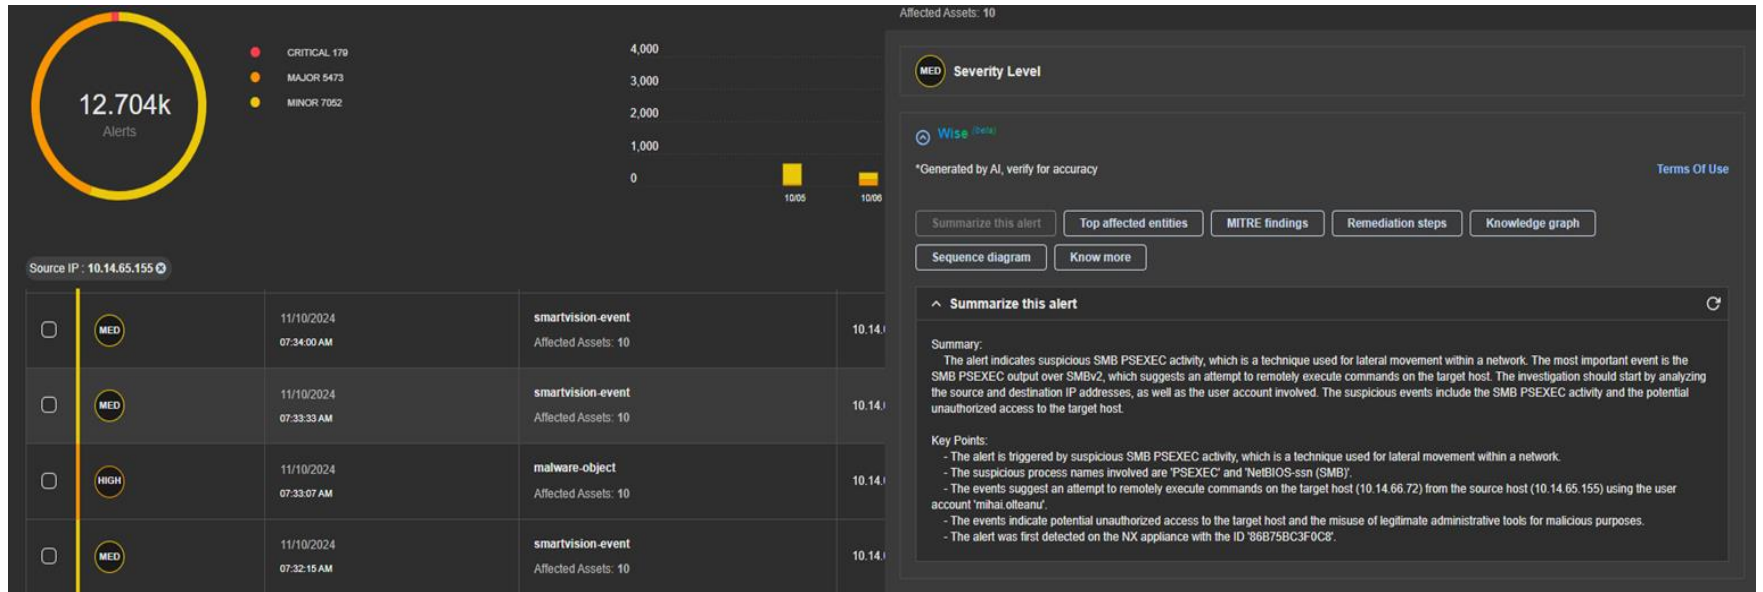 12.704k
Alerts
CRITICAL 179
MAJOR 5473
MINOR 7052
4,000
3,000
2,000
1,000
0
10/05
10/06
Source IP : 10.14.65.155
MED
11/10/2024
07:34:00 AM
smartvision-event
Affected Assets: 10
10.14.
MED
11/10/2024
07:33:33 AM
smartvision-event
Affected Assets: 10
10.14.
HIGH
11/10/2024
07:33:07 AM
malware-object
Affected Assets: 10
10.14.
MED
11/10/2024
07:32:15 AM
smartvision-event
Affected Assets: 10
10.14.
Affected Assets: 10
MED Severity Level
Wise (beta)
*Generated by AI, verify for accuracy
Terms Of Use
Summarize this alert Top affected entities MITRE findings Remediation steps Knowledge graph
Sequence diagram Know more
Summarize this alert
Summary:
The alert indicates suspicious SMB PSEXEC activity, which is a technique used for lateral movement within a network. The most important event is the
SMB PSEXEC output over SMBv2, which suggests an attempt to remotely execute commands on the target host. The investigation should start by analyzing
the source and destination IP addresses, as well as the user account involved. The suspicious events include the SMB PSEXEC activity and the potential
unauthorized access to the target host.
Key Points:
- The alert is triggered by suspicious SMB PSEXEC activity, which is a technique used for lateral movement within a network.
- The suspicious process names involved are 'PSEXEC' and 'NetBIOS-ssn (SMB)'.
- The events suggest an attempt to remotely execute commands on the target host (10.14.66.72) from the source host (10.14.65.155) using the user
account 'mihai.olteanu'.
- The events indicate potential unauthorized access to the target host and the misuse of legitimate administrative tools for malicious purposes.
- The alert was first detected on the NX appliance with the ID '86B75BC3F0C8'.